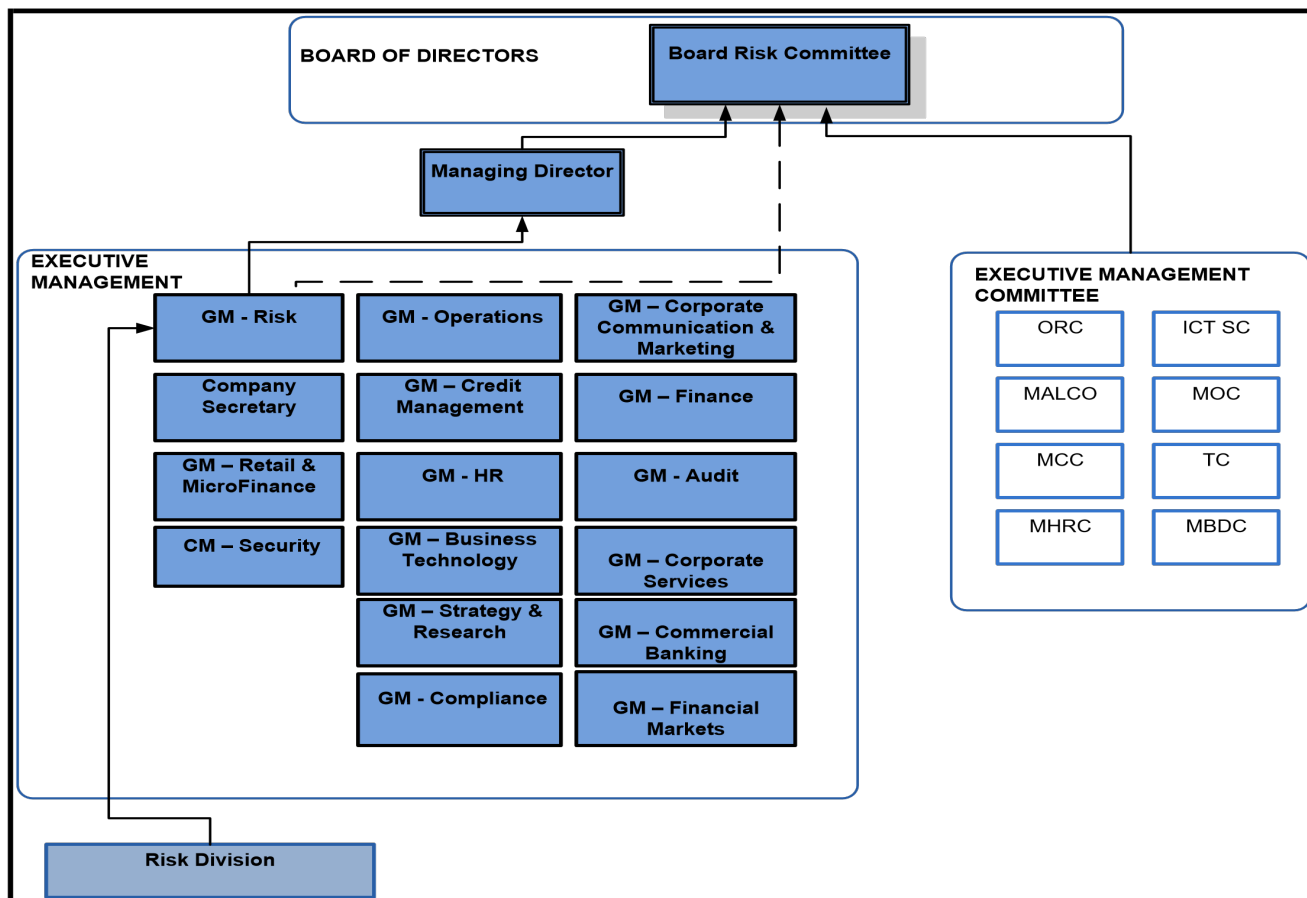 BOARD OF DIRECTORS
Board Risk Committee
Managing Director
EXECUTIVE
MANAGEMENT
GM - Risk
GM - Operations
GM – Corporate
Communication &
Marketing
Company
Secretary
GM – Credit
Management
GM – Finance
GM – Retail &
MicroFinance
GM - HR
GM - Audit
CM – Security
GM – Business
Technology
GM – Corporate
Services
GM – Strategy &
Research
GM – Commercial
Banking
GM - Compliance
GM – Financial
Markets
EXECUTIVE MANAGEMENT
COMMITTEE
ORC
ICT SC
MALCO
MOC
MCC
TC
MHRC
MBDC
Risk Division